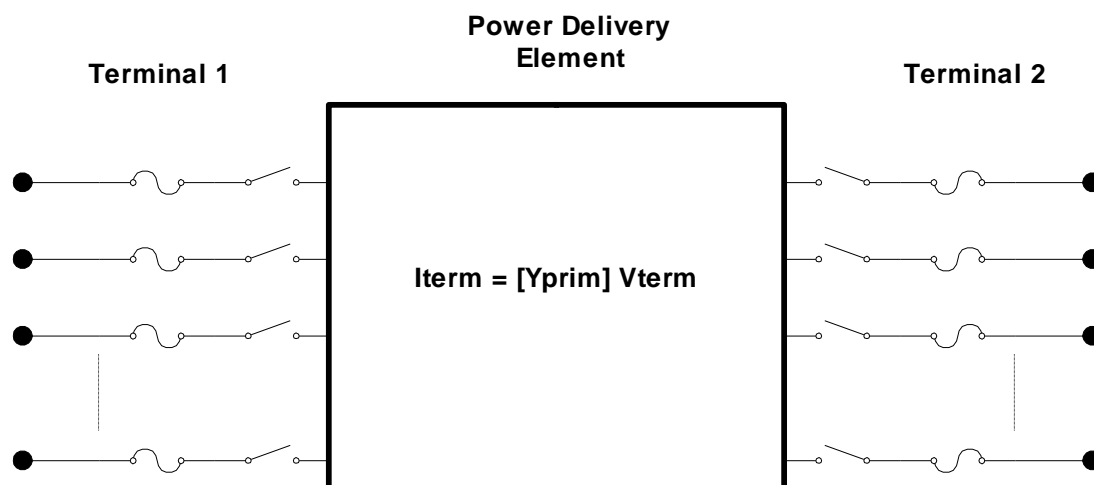 Power Delivery
Element
Terminal 1
Terminal 2
Iterm = [Yprim] Vterm